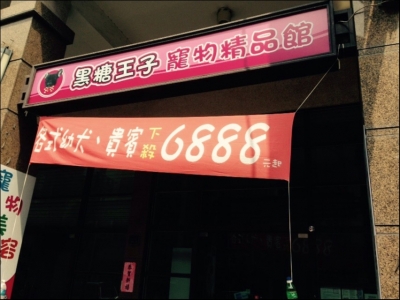 黑糖王子 寵物精品館
各式幼犬、貴賓下殺6888元起
寵物美容